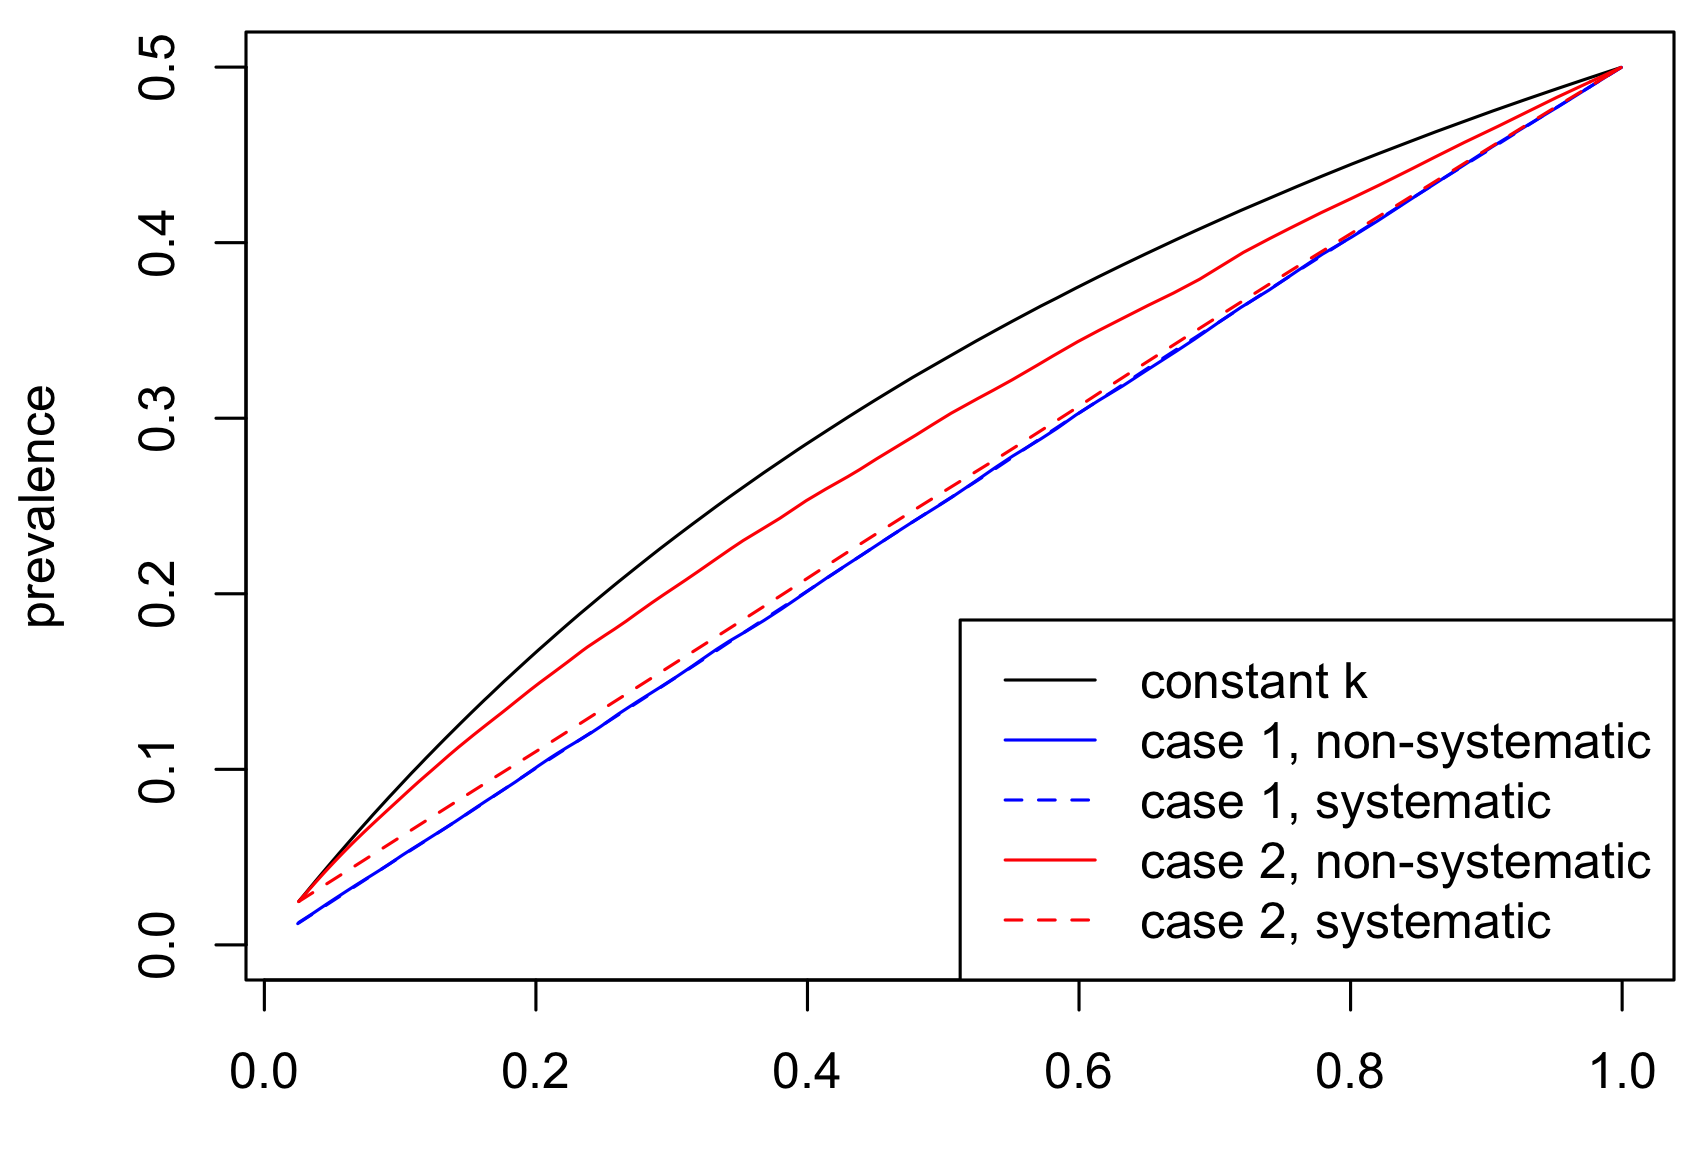 prevalence
0.5
0.4
0.3
0.2
0.1
0.0
constant k
case 1, non-systematic
case 1, systematic
case 2, non-systematic
case 2, systematic
0.0 0.2 0.4 0.6 0.8 1.0